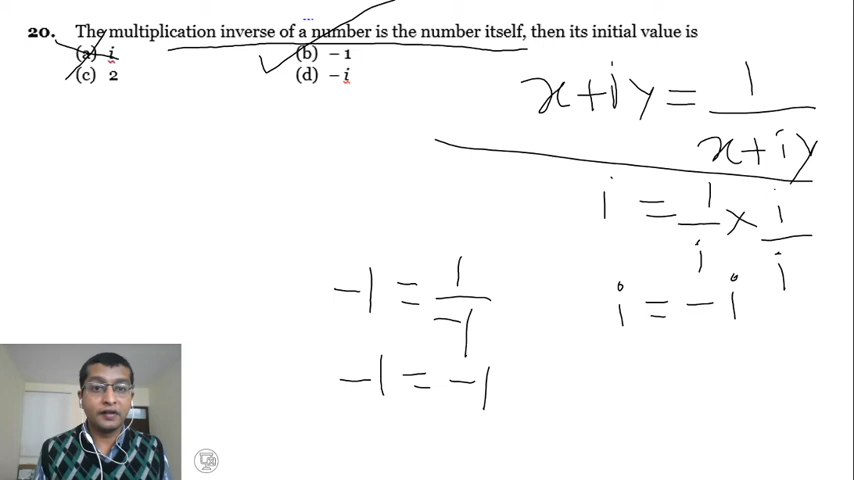 20. The multiplication inverse of a number is the number itself, then its initial value is
(a) i (b) −1
(c) 2 (d) −i
x+iy = 1/(x+iy)
i = 1/i × i/i
i = −i
−1 = 1/−1
−1 = −1